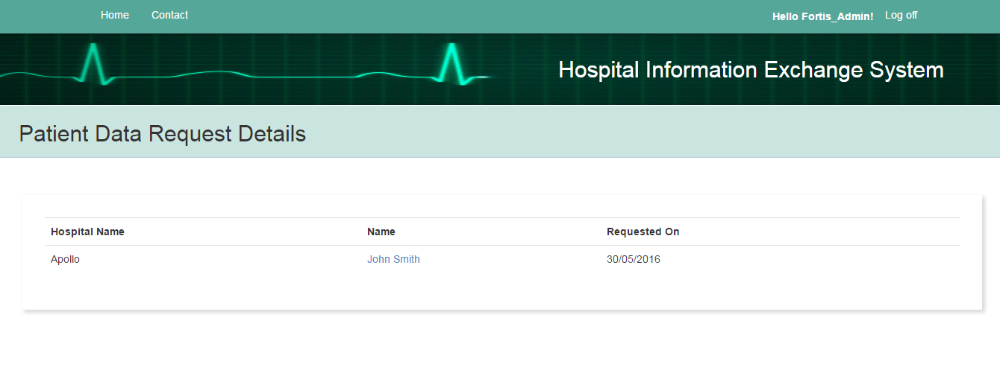 Home Contact Hello Fortis_Admin! Log off
Hospital Information Exchange System
Patient Data Request Details
Hospital Name Name Requested On
Apollo John Smith 30/05/2016